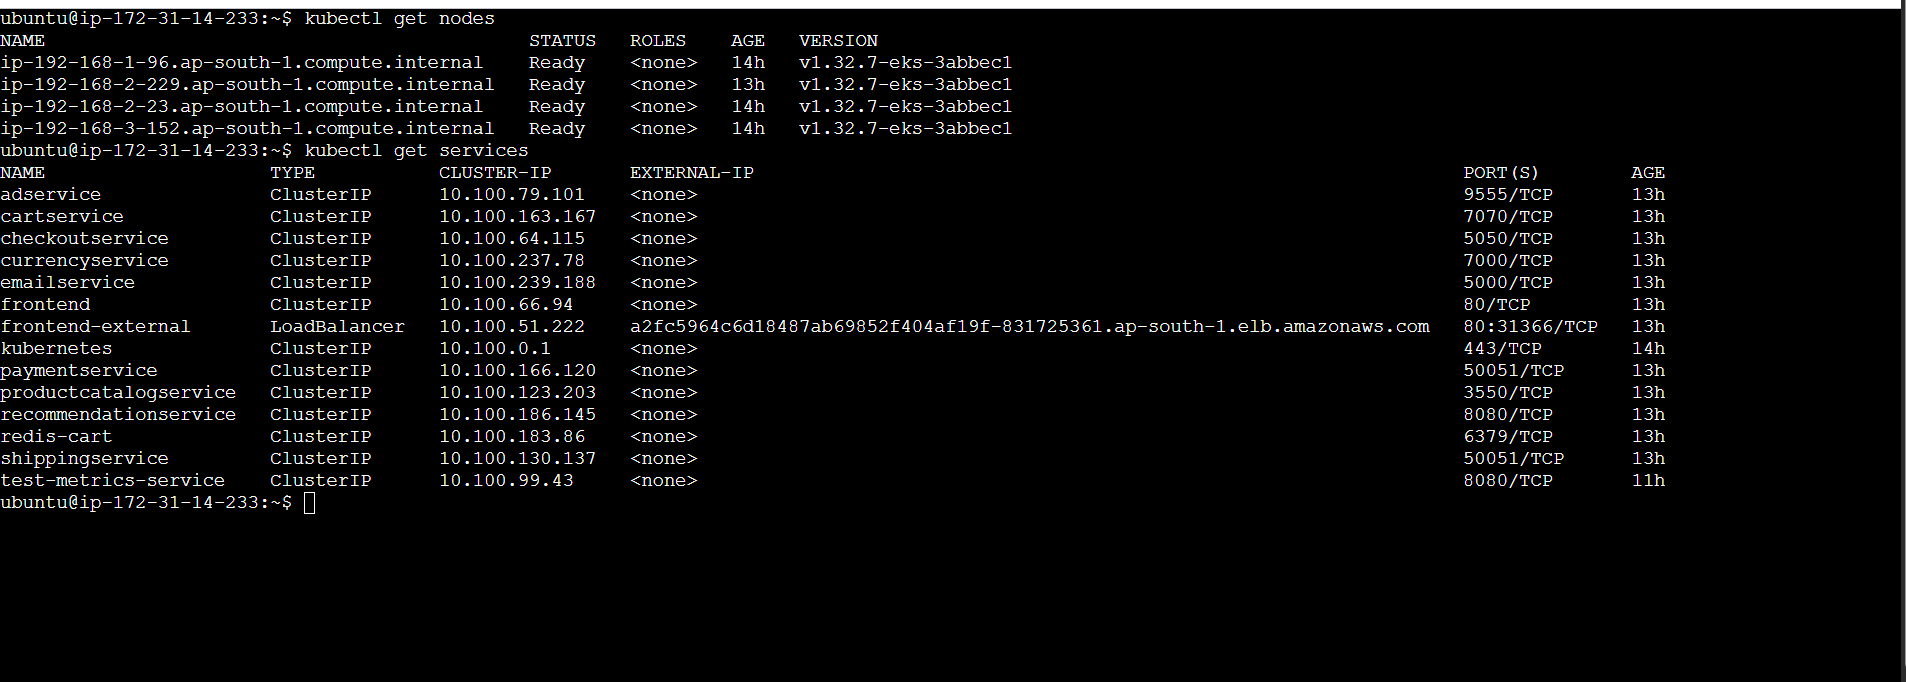 ubuntu@ip-172-31-14-233:~$ kubectl get nodes
NAME STATUS ROLES AGE VERSION
ip-192-168-1-96.ap-south-1.compute.internal Ready <none> 14h v1.32.7-eks-3abbec1
ip-192-168-2-229.ap-south-1.compute.internal Ready <none> 13h v1.32.7-eks-3abbec1
ip-192-168-2-23.ap-south-1.compute.internal Ready <none> 14h v1.32.7-eks-3abbec1
ip-192-168-3-152.ap-south-1.compute.internal Ready <none> 14h v1.32.7-eks-3abbec1
ubuntu@ip-172-31-14-233:~$ kubectl get services
NAME TYPE CLUSTER-IP EXTERNAL-IP PORT(S) AGE
adservice ClusterIP 10.100.79.101 <none> 9555/TCP 13h
cartservice ClusterIP 10.100.163.167 <none> 7070/TCP 13h
checkoutservice ClusterIP 10.100.64.115 <none> 5050/TCP 13h
currencyservice ClusterIP 10.100.237.78 <none> 7000/TCP 13h
emailservice ClusterIP 10.100.239.188 <none> 5000/TCP 13h
frontend ClusterIP 10.100.66.94 <none> 80/TCP 13h
frontend-external LoadBalancer 10.100.51.222 a2fc5964c6d18487ab69852f404af19f-831725361.ap-south-1.elb.amazonaws.com 80:31366/TCP 13h
kubernetes ClusterIP 10.100.0.1 <none> 443/TCP 14h
paymentservice ClusterIP 10.100.166.120 <none> 50051/TCP 13h
productcatalogservice ClusterIP 10.100.123.203 <none> 3550/TCP 13h
recommendationservice ClusterIP 10.100.186.145 <none> 8080/TCP 13h
redis-cart ClusterIP 10.100.183.86 <none> 6379/TCP 13h
shippingservice ClusterIP 10.100.130.137 <none> 50051/TCP 13h
test-metrics-service ClusterIP 10.100.99.43 <none> 8080/TCP 11h
ubuntu@ip-172-31-14-233:~$